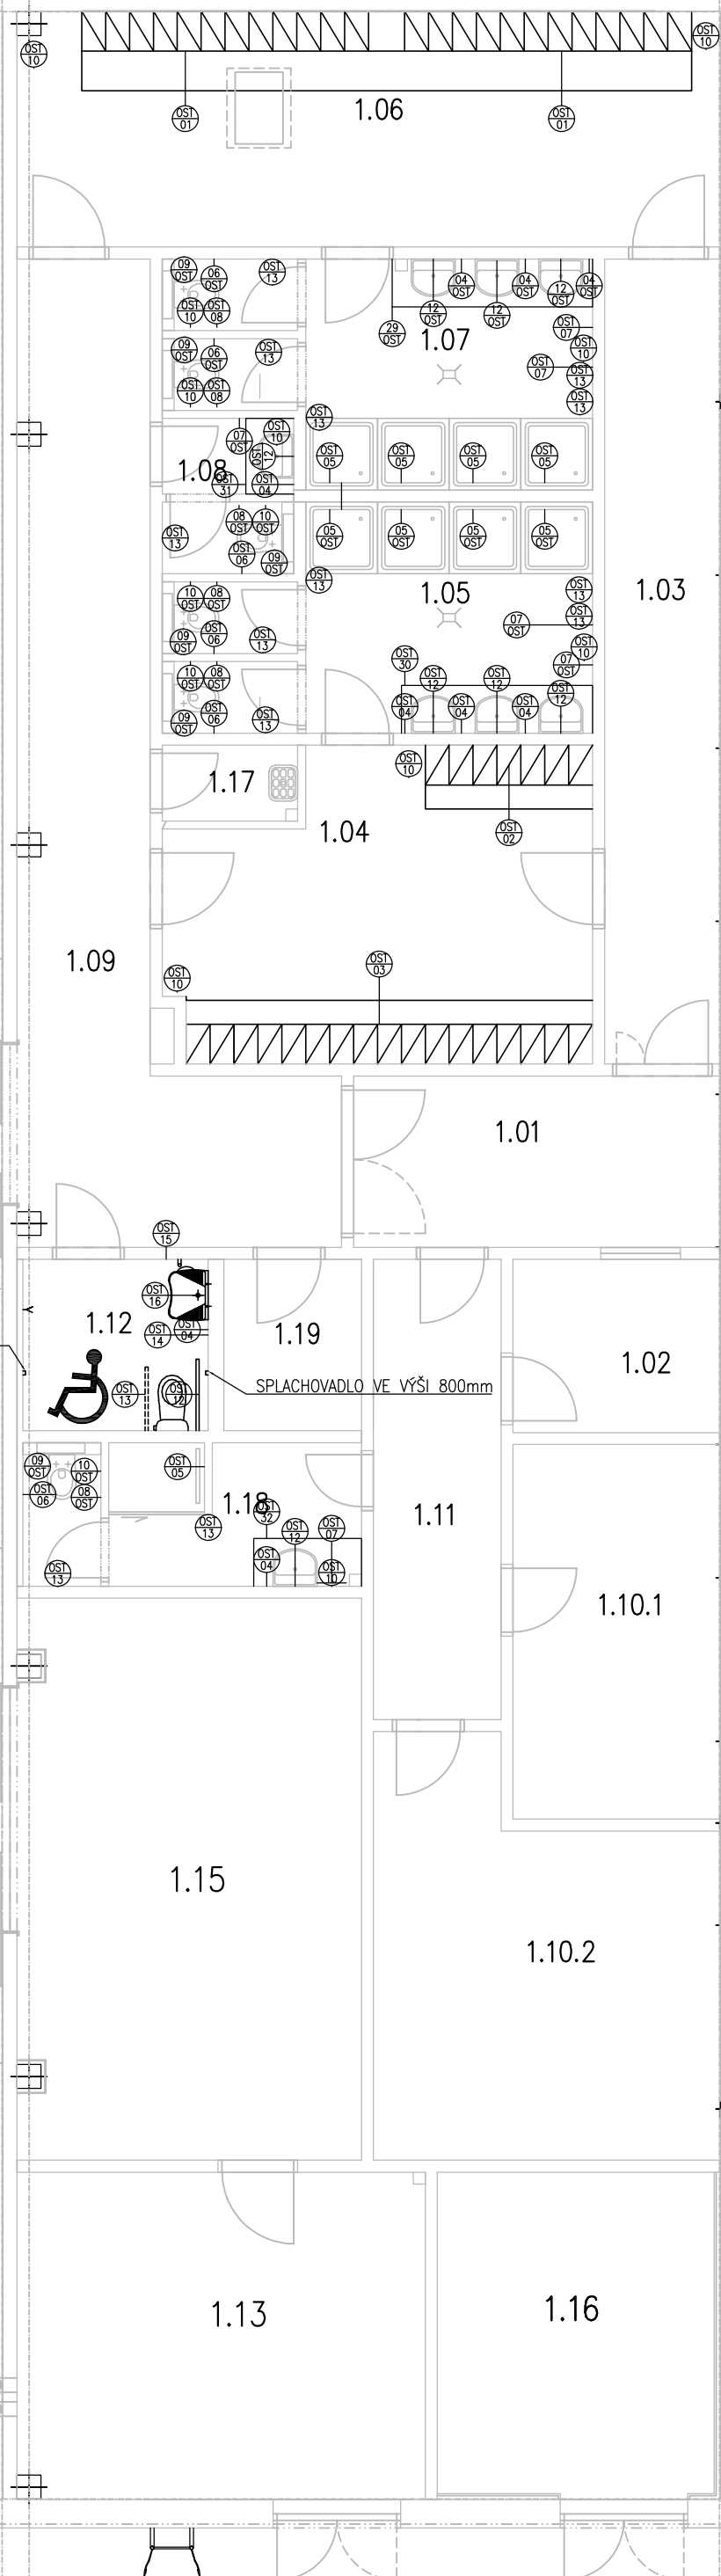 OST
10
OST
10
OST
01
OST
01
1.06
09
OST
06
OST
OST
13
OST
10
OST
08
04
OST
04
OST
04
OST
12
OST
12
OST
12
OST
29
OST
07
OST
1.07
09
OST
06
OST
OST
13
OST
10
OST
08
OST
10
07
OST
OST
13
OST
13
OST
13
07
OST
OST
10
OST
12
1.08
OST
31
OST
04
OST
05
OST
05
OST
05
OST
05
08
OST
10
OST
OST
13
OST
06
09
OST
05
OST
05
OST
05
OST
05
OST
OST
13
1.05
OST
13
OST
13
1.03
10
OST
08
OST
09
OST
OST
06
OST
13
07
OST
OST
10
07
OST
OST
30
10
OST
08
OST
09
OST
OST
06
OST
13
OST
12
OST
12
OST
12
OST
04
OST
04
OST
04
1.17
OST
10
OST
02
1.04
1.09
OST
10
OST
03
1.01
OST
15
OST
16
OST
04
OST
14
1.12
1.19
1.02
OST
13
OST
12
SPLACHOVADLO VE VÝŠI 800mm
09
OST
10
OST
OST
06
08
OST
OST
05
1.18
OST
32
OST
13
OST
12
OST
07
OST
04
OST
10
OST
13
1.11
1.10.1
1.15
1.10.2
1.13
1.16